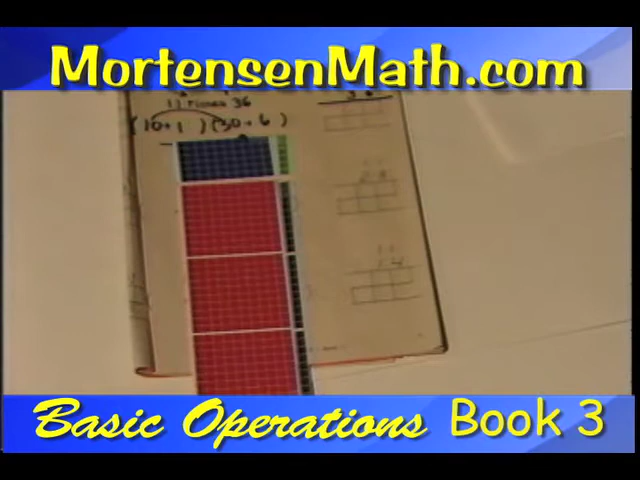 MortensenMath.com
11 Times 36
(10+1)(30+6)
Basic Operations Book 3